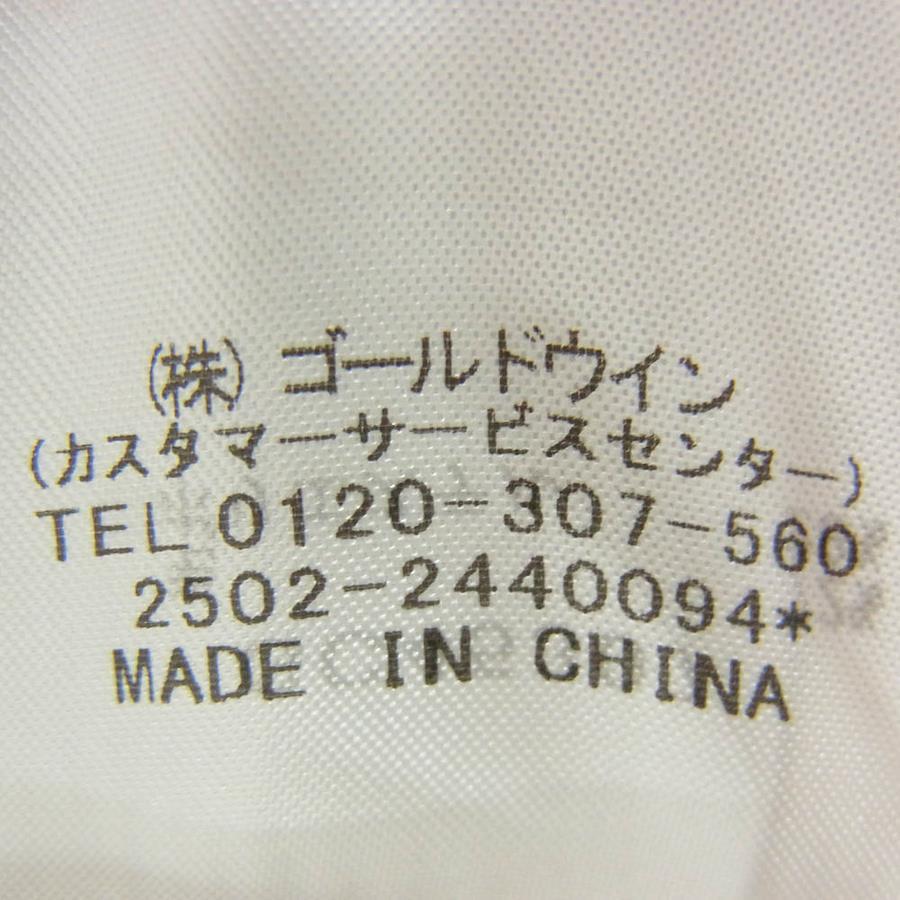 (株) ゴールドウイン
(カスタマーサービスセンター)
TEL 0120-307-560
2502-2440094*
MADE IN CHINA